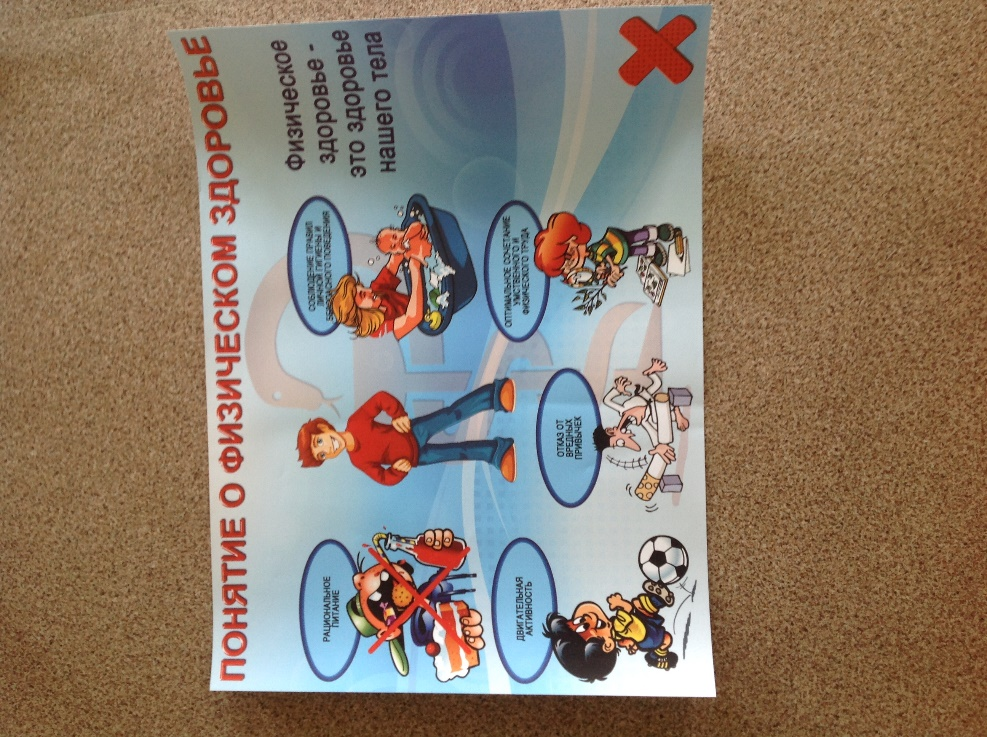 ПОНЯТИЕ О ФИЗИЧЕСКОМ ЗДОРОВЬЕ
Физическое
здоровье -
это здоровье
нашего тела
РАЦИОНАЛЬНОЕ
ПИТАНИЕ
СОБЛЮДЕНИЕ ПРАВИЛ
ЛИЧНОЙ ГИГИЕНЫ И
БЕЗОПАСНОГО ПОВЕДЕНИЯ
ДВИГАТЕЛЬНАЯ
АКТИВНОСТЬ
ОТКАЗ ОТ
ВРЕДНЫХ
ПРИВЫЧЕК
ОПТИМАЛЬНОЕ СОЧЕТАНИЕ
УМСТВЕННОГО И
ФИЗИЧЕСКОГО ТРУДА